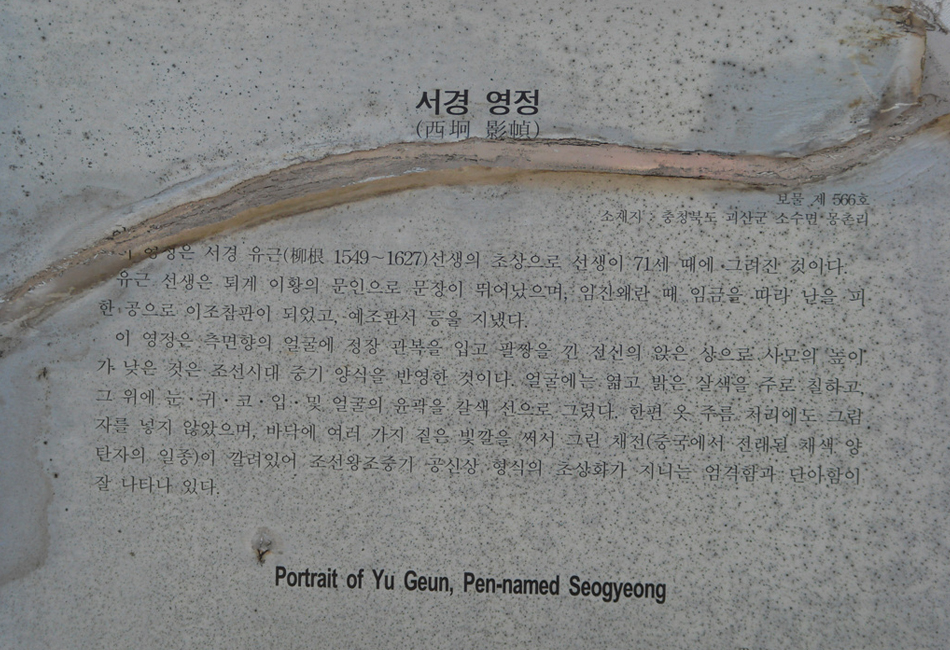 서경 영정
(西坰 影幀)
보물 제 566호
소재지 : 충청북도 괴산군 소수면 몽촌리
영정은 서경 유근(柳根 1549~1627)선생의 초상으로 선생이 71세 때에 그려진 것이다.
유근 선생은 퇴계 이황의 문인으로 문장이 뛰어났으며, 임진왜란 때 임금을 따라 난을 피
한 공으로 이조참판이 되었고, 예조판서 등을 지냈다.
이 영정은 측면향의 얼굴에 정장 관복을 입고 팔짱을 낀 전신의 앉은 상으로 사모의 높이
가 낮은 것은 조선시대 중기 양식을 반영한 것이다. 얼굴에는 엷고 밝은 살색을 주로 칠하고,
그 위에 눈·귀·코·입· 및 얼굴의 윤곽을 갈색 선으로 그렸다. 한편 옷 주름 처리에도 그림
자를 넣지 않았으며, 바닥에 여러 가지 짙은 빛깔을 써서 그린 채전(중국에서 전래된 채색 양
탄자의 일종)이 깔려있어 조선왕조중기 공신상 형식의 초상화가 지니는 엄격함과 단아함이
잘 나타나 있다.
Portrait of Yu Geun, Pen-named Seogyeong